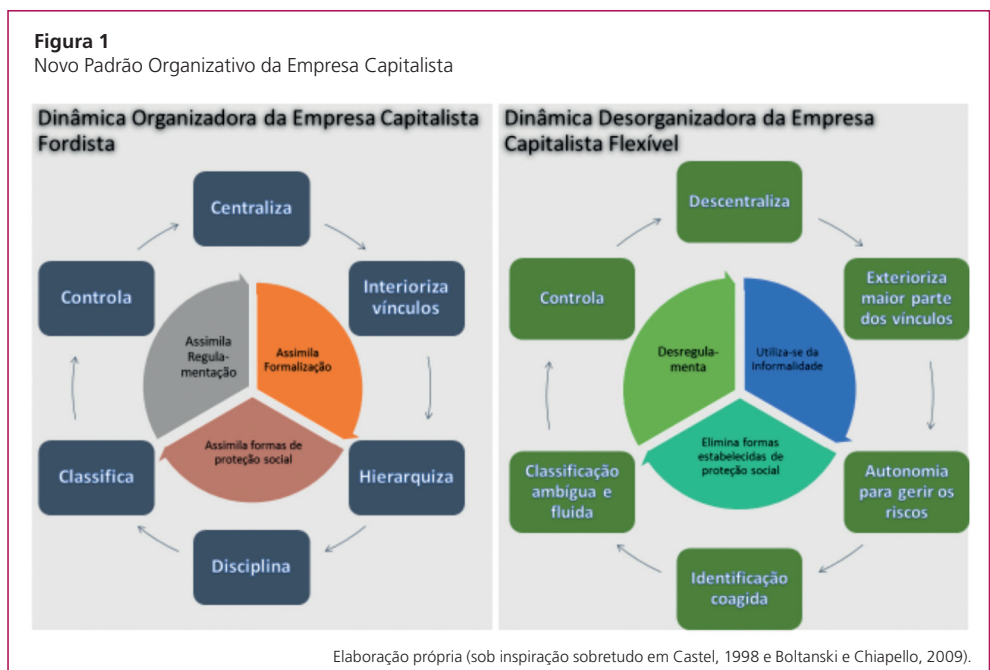 Figura 1
Novo Padrão Organizativo da Empresa Capitalista
Dinâmica Organizadora da Empresa Capitalista
Fordista
Centraliza
Interioriza
vínculos
Hierarquiza
Disciplina
Classifica
Controla
Assimila
Regula-
mentação
Assimila
Formalização
Assimila formas de
proteção social
Dinâmica Desorganizadora da Empresa
Capitalista Flexível
Descentraliza
Exterioriza
maior parte
dos vínculos
Autonomia
para gerir os
riscos
Identificação
coagida
Classificação
ambígua e
fluida
Controla
Desregula-
menta
Utiliza-se da
Informalidade
Elimina formas
estabelecidas de
proteção social
Elaboração própria (sob inspiração sobretudo em Castel, 1998 e Boltanski e Chiapello, 2009).